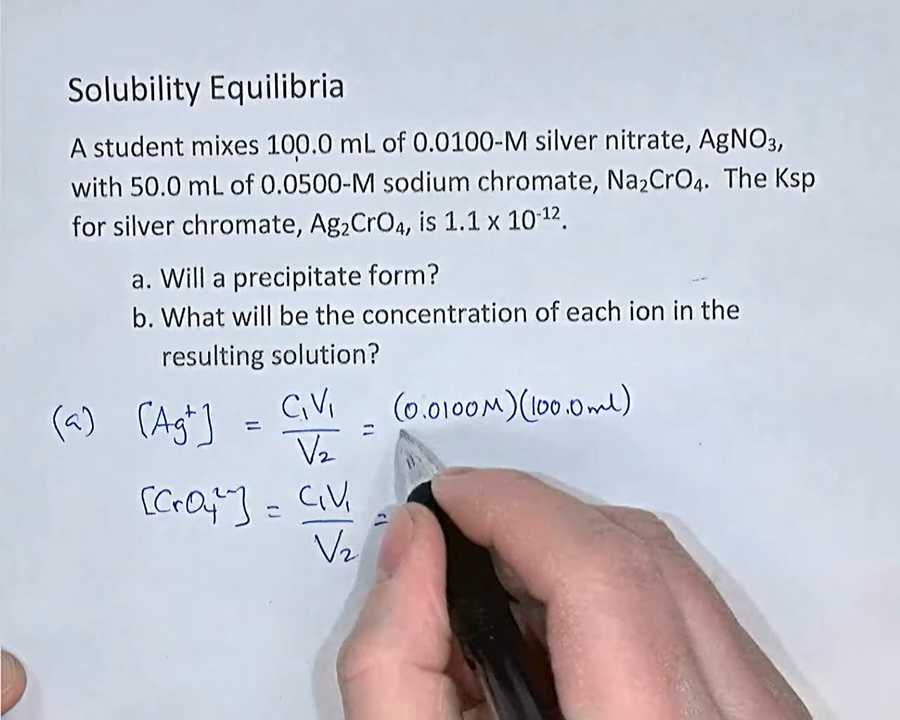 Solubility Equilibria
A student mixes 100.0 mL of 0.0100-M silver nitrate, AgNO₃,
with 50.0 mL of 0.0500-M sodium chromate, Na₂CrO₄. The Ksp
for silver chromate, Ag₂CrO₄, is 1.1 x 10⁻¹².
a. Will a precipitate form?
b. What will be the concentration of each ion in the
resulting solution?
(a) [Ag⁺] = C₁V₁ / V₂ = (0.0100M)(100.0ml)
[CrO₄²⁻] = C₁V₁ / V₂ =